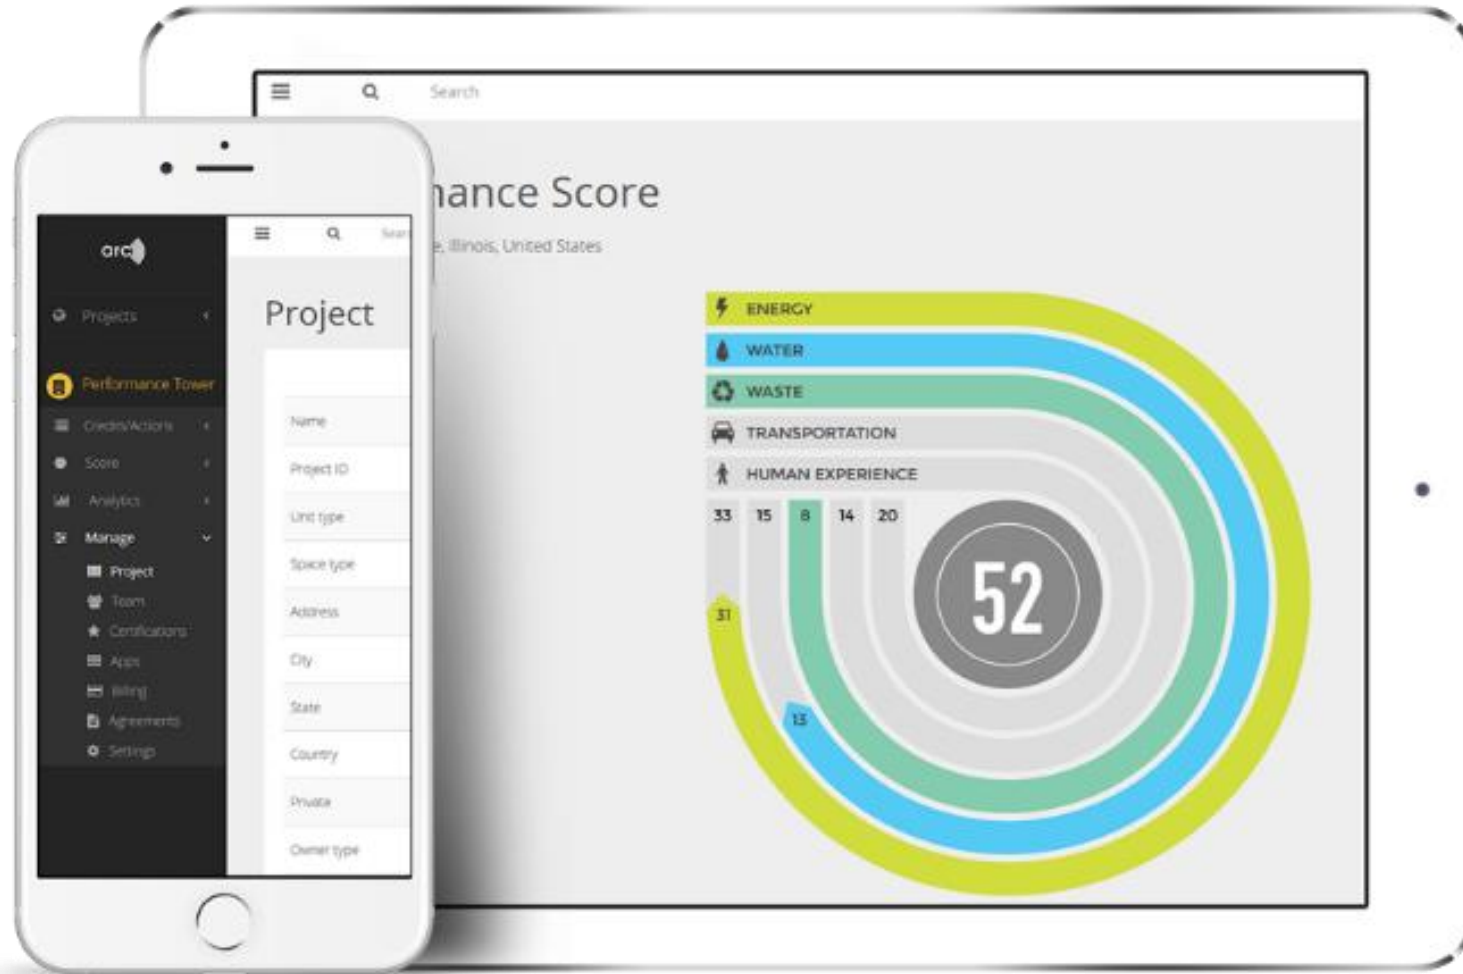 Search
nance Score
e, Illinois, United States
ENERGY
WATER
WASTE
TRANSPORTATION
HUMAN EXPERIENCE
33 15 8 14 20
31
13
52
arc
Projects
Performance Tower
Credits/Actions
Score
Analytics
Manage
Project
Team
Certifications
Apps
Billing
Agreements
Settings
Sear
Project
Name
Project ID
Unit type
Space type
Address
City
State
Country
Private
Owner type